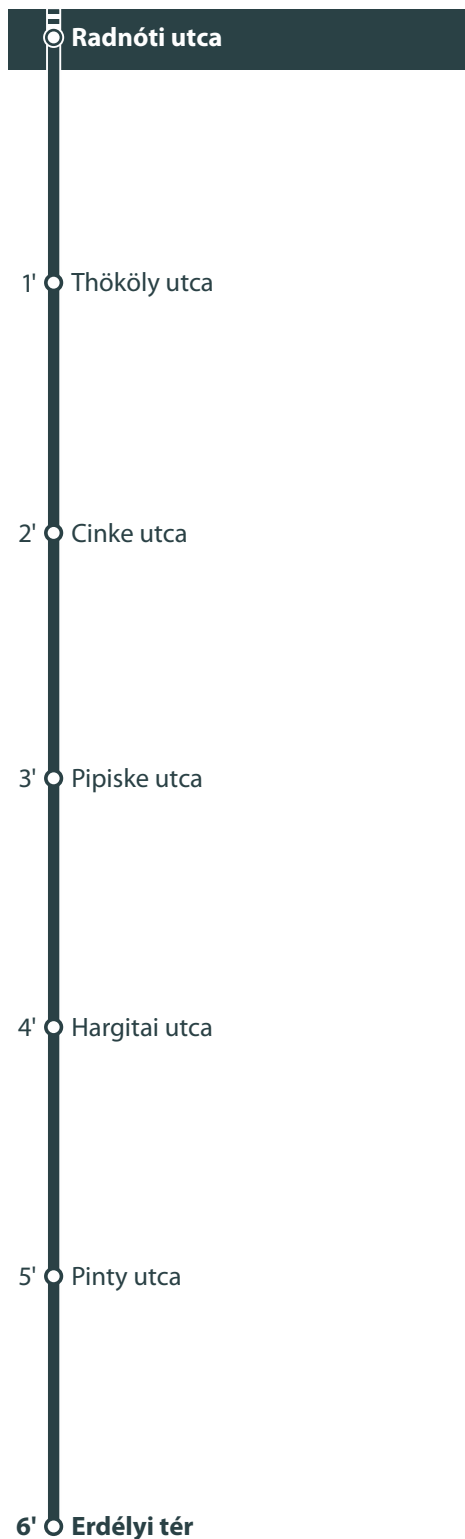 Radnóti utca
1' Thököly utca
2' Cinke utca
3' Pipiske utca
4' Hargitai utca
5' Pinty utca
6' Erdélyi tér